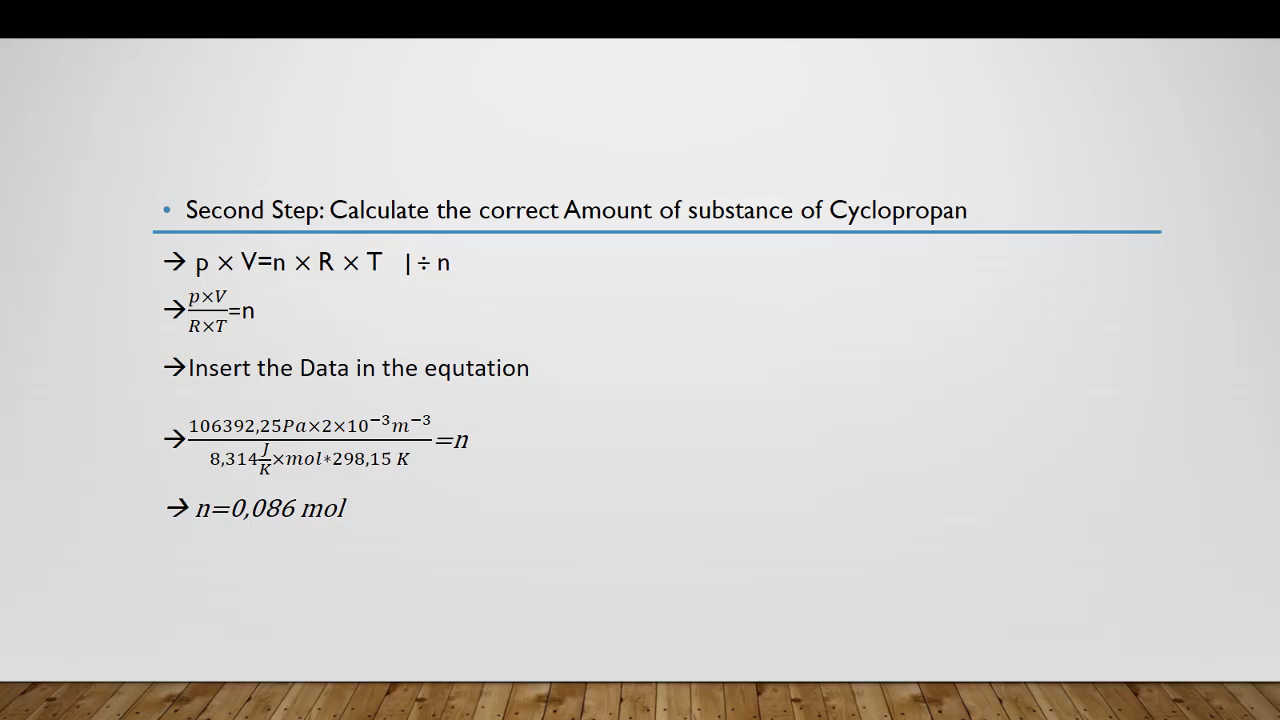 • Second Step: Calculate the correct Amount of substance of Cyclopropan
→ p × V=n × R × T |÷ n
→ p×V / R×T =n
→Insert the Data in the equtation
→ 106392,25Pa×2×10⁻³m⁻³ / 8,314 J/K ×mol∗298,15 K =n
→ n=0,086 mol